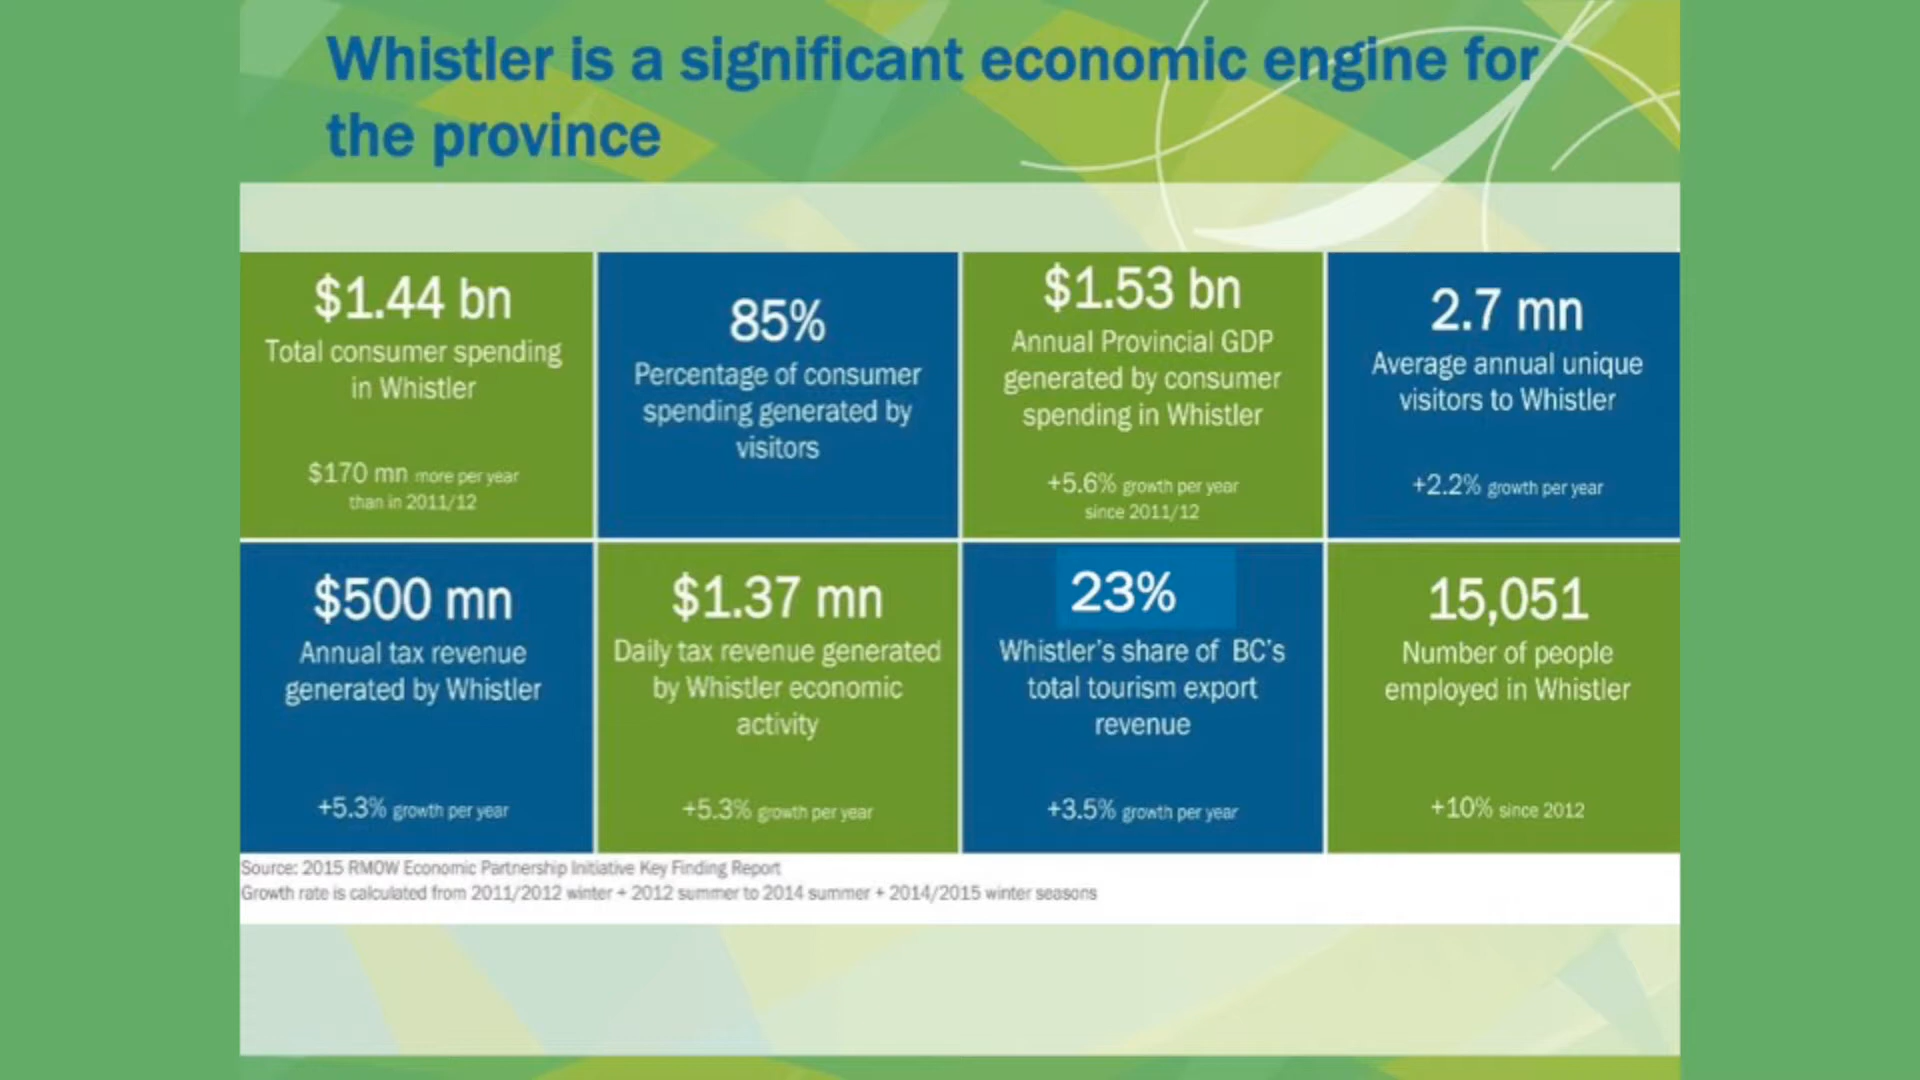 Whistler is a significant economic engine for
the province
$1.44 bn
Total consumer spending
in Whistler
$170 mn more per year
than in 2011/12
85%
Percentage of consumer
spending generated by
visitors
$1.53 bn
Annual Provincial GDP
generated by consumer
spending in Whistler
+5.6% growth per year
since 2011/12
2.7 mn
Average annual unique
visitors to Whistler
+2.2% growth per year
$500 mn
Annual tax revenue
generated by Whistler
+5.3% growth per year
$1.37 mn
Daily tax revenue generated
by Whistler economic
activity
+5.3% growth per year
23%
Whistler's share of BC's
total tourism export
revenue
+3.5% growth per year
15,051
Number of people
employed in Whistler
+10% since 2012
Source: 2015 RMOW Economic Partnership Initiative Key Finding Report
Growth rate is calculated from 2011/2012 winter + 2012 summer to 2014 summer + 2014/2015 winter seasons